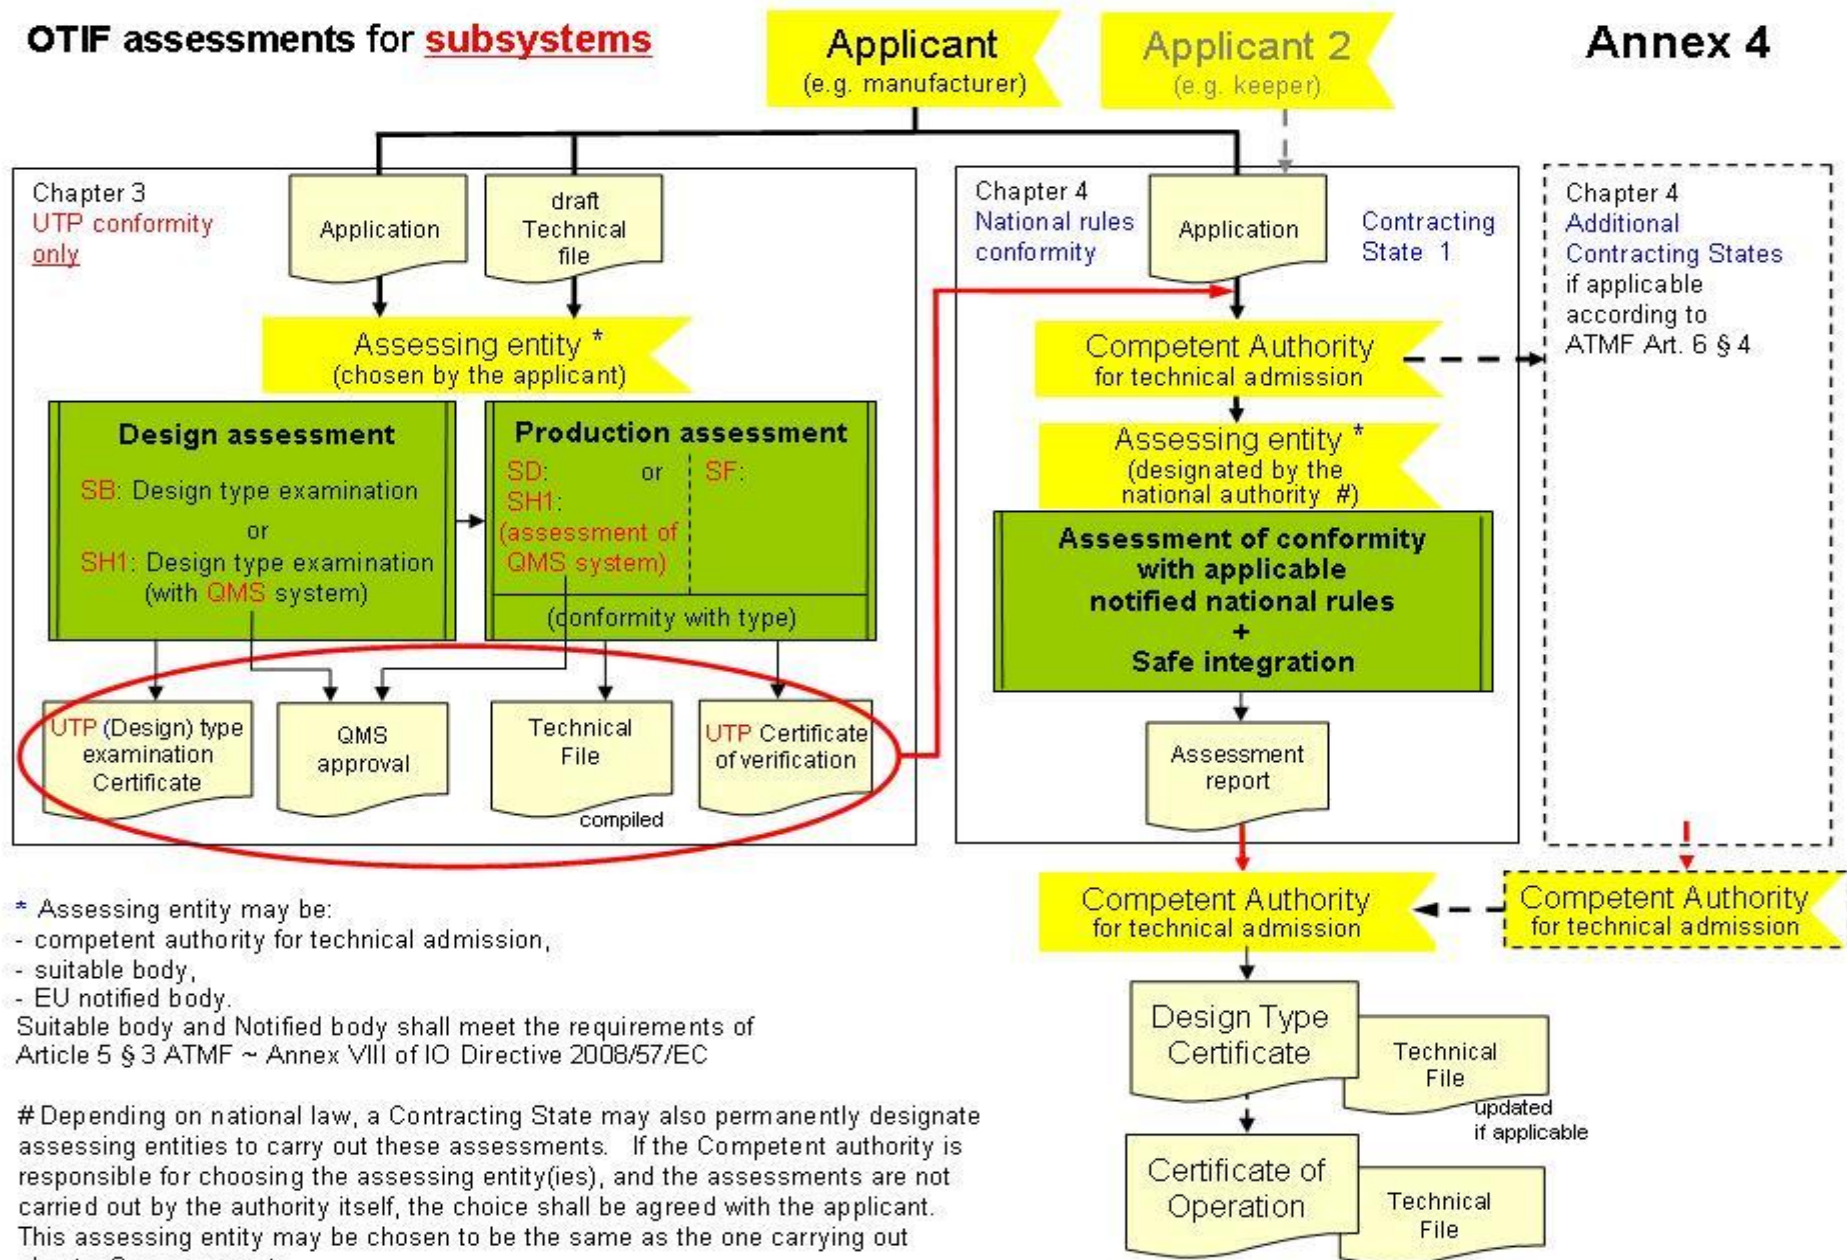 OTIF assessments for subsystems
Applicant
(e.g. manufacturer)
Applicant 2
(e.g. keeper)
Annex 4
Chapter 3
UTP conformity
only
Application
draft
Technical
file
Assessing entity *
(chosen by the applicant)
Design assessment
SB: Design type examination
or
SH1: Design type examination
(with QMS system)
Production assessment
SD: or SF:
SH1:
(assessment of
QMS system)
(conformity with type)
UTP (Design) type
examination
Certificate
QMS
approval
Technical
File
compiled
UTP Certificate
of verification
Chapter 4
National rules
conformity
Application
Contracting
State 1
Competent Authority
for technical admission
Assessing entity *
(designated by the
national authority #)
Assessment of conformity
with applicable
notified national rules
+
Safe integration
Assessment
report
Chapter 4
Additional
Contracting States
if applicable
according to
ATMF Art. 6 § 4
Competent Authority
for technical admission
Competent Authority
for technical admission
Design Type
Certificate
Technical
File
updated
if applicable
Certificate of
Operation
Technical
File
* Assessing entity may be:
- competent authority for technical admission,
- suitable body,
- EU notified body.
Suitable body and Notified body shall meet the requirements of
Article 5 § 3 ATMF ~ Annex VIII of IO Directive 2008/57/EC
# Depending on national law, a Contracting State may also permanently designate
assessing entities to carry out these assessments. If the Competent authority is
responsible for choosing the assessing entity(ies), and the assessments are not
carried out by the authority itself, the choice shall be agreed with the applicant.
This assessing entity may be chosen to be the same as the one carrying out